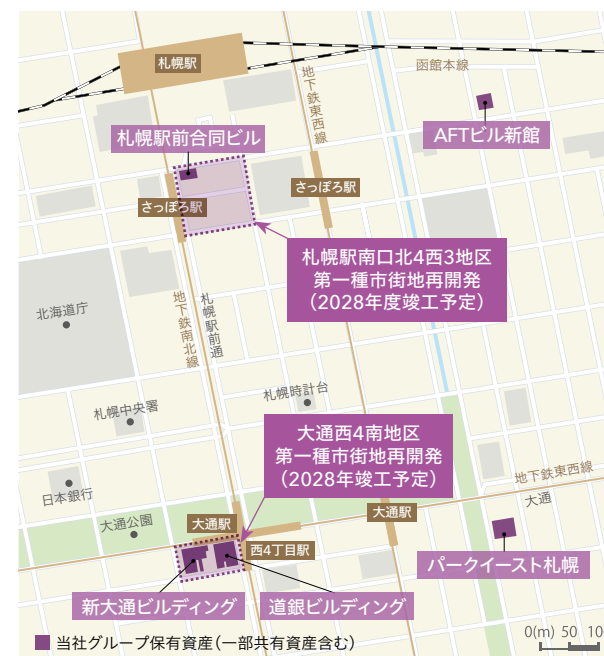 札幌駅
函館本線
地下鉄東西線
札幌駅前合同ビル
AFTビル新館
さっぽろ駅
さっぽろ駅
札幌駅南口北4西3地区
第一種市街地再開発
（2028年度竣工予定）
北海道庁
地下鉄南北線
札幌駅前通
札幌時計台
札幌中央署
大通西4南地区
第一種市街地再開発
（2028年竣工予定）
日本銀行
地下鉄東西線
大通
大通公園
大通駅
大通駅
西4丁目駅
パークイースト札幌
新大通ビルディング
道銀ビルディング
0(m) 50 100
当社グループ保有資産（一部共有資産含む）